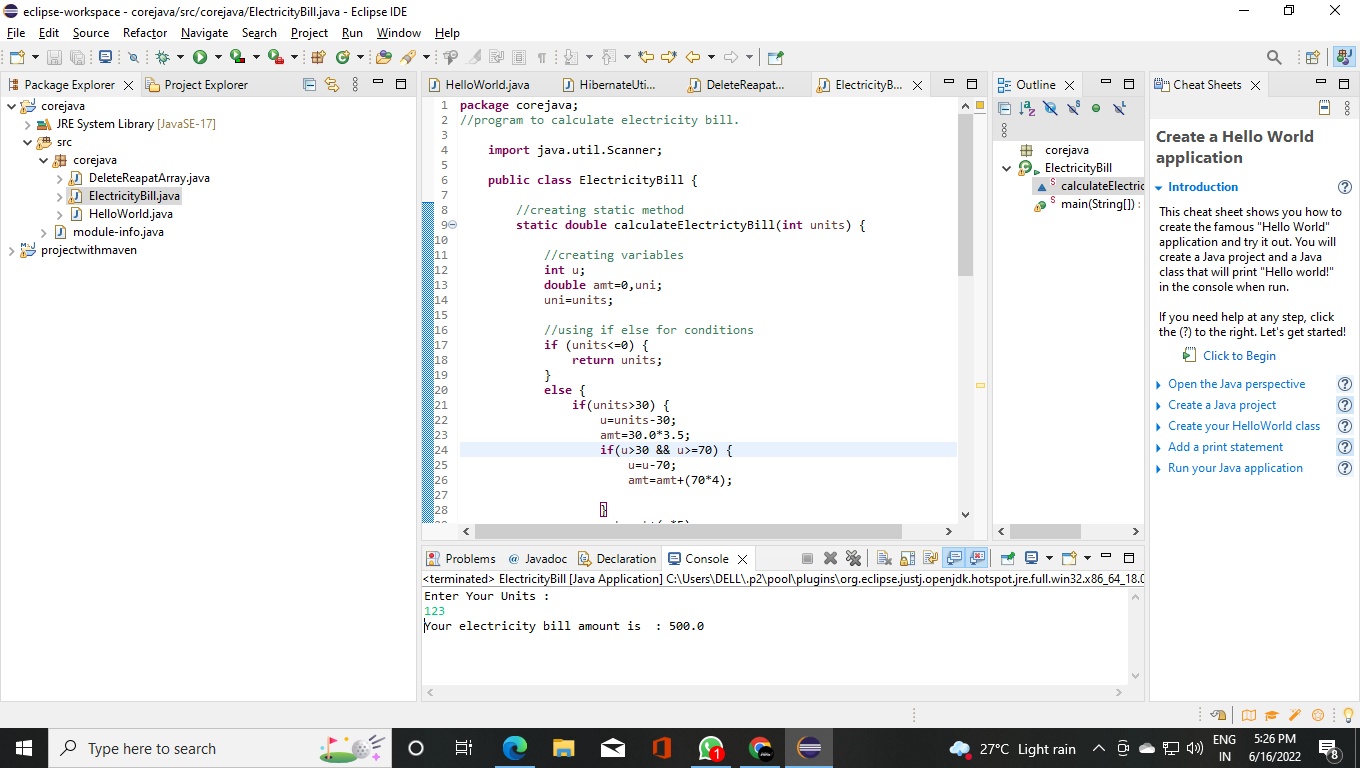 eclipse-workspace - corejava/src/corejava/ElectricityBill.java - Eclipse IDE
File Edit Source Refactor Navigate Search Project Run Window Help
Package Explorer Project Explorer
corejava
JRE System Library [JavaSE-17]
src
corejava
DeleteReapatArray.java
ElectricityBill.java
HelloWorld.java
module-info.java
projectwithmaven
HelloWorld.java HibernateUti... DeleteReapat... ElectricityB...
1 package corejava;
2 //program to calculate electricity bill.
3
4 import java.util.Scanner;
5
6 public class ElectricityBill {
7
8 //creating static method
9 static double calculateElectrictyBill(int units) {
10
11 //creating variables
12 int u;
13 double amt=0,uni;
14 uni=units;
15
16 //using if else for conditions
17 if (units<=0) {
18 return units;
19 }
20 else {
21 if(units>30) {
22 u=units-30;
23 amt=30.0*3.5;
24 if(u>30 && u>=70) {
25 u=u-70;
26 amt=amt+(70*4);
27
28 }
Outline
corejava
ElectricityBill
calculateElectric
main(String[]) :
Cheat Sheets
Create a Hello World
application
Introduction
This cheat sheet shows you how to
create the famous "Hello World"
application and try it out. You will
create a Java project and a Java
class that will print "Hello world!"
in the console when run.
If you need help at any step, click
the (?) to the right. Let's get started!
Click to Begin
Open the Java perspective
Create a Java project
Create your HelloWorld class
Add a print statement
Run your Java application
Problems @ Javadoc Declaration Console
<terminated> ElectricityBill [Java Application] C:\Users\DELL\.p2\pool\plugins\org.eclipse.justj.openjdk.hotspot.jre.full.win32.x86_64_18.0
Enter Your Units :
123
Your electricity bill amount is  : 500.0
Type here to search
1
27°C Light rain
ENG
IN
5:26 PM
6/16/2022
8